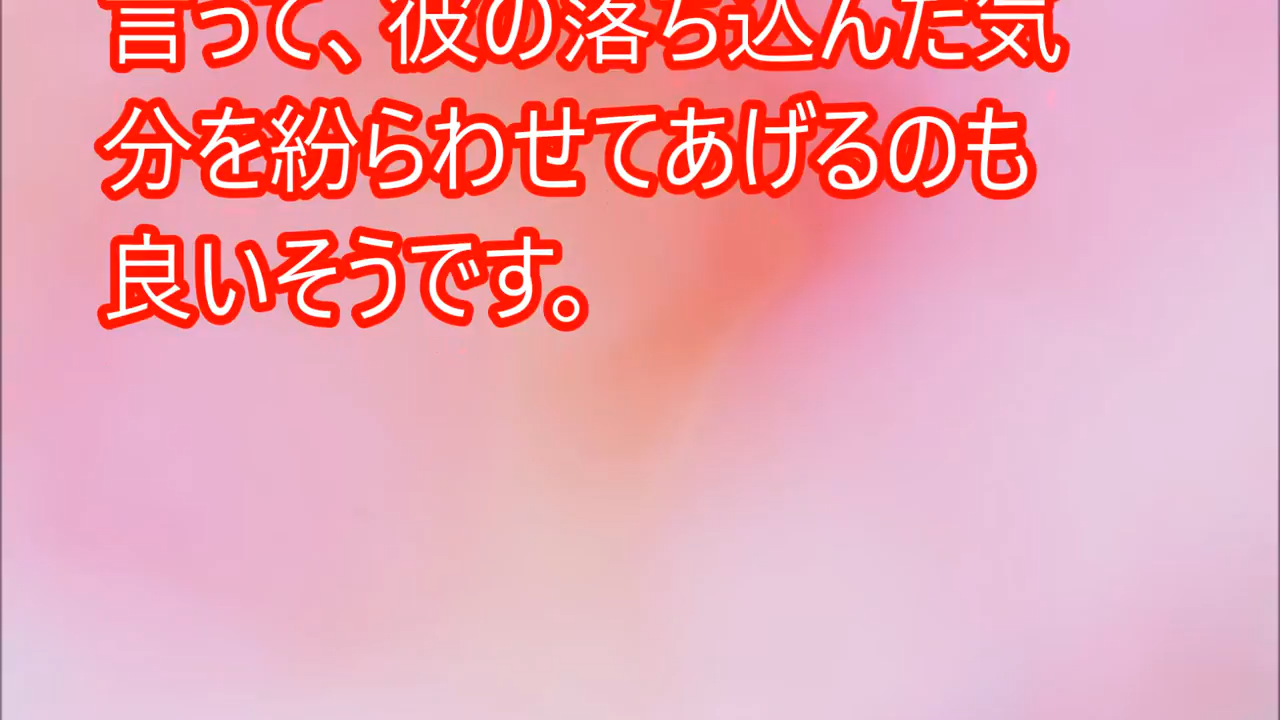 言って、彼の落ち込んだ気
分を紛らわせてあげるのも
良いそうです。